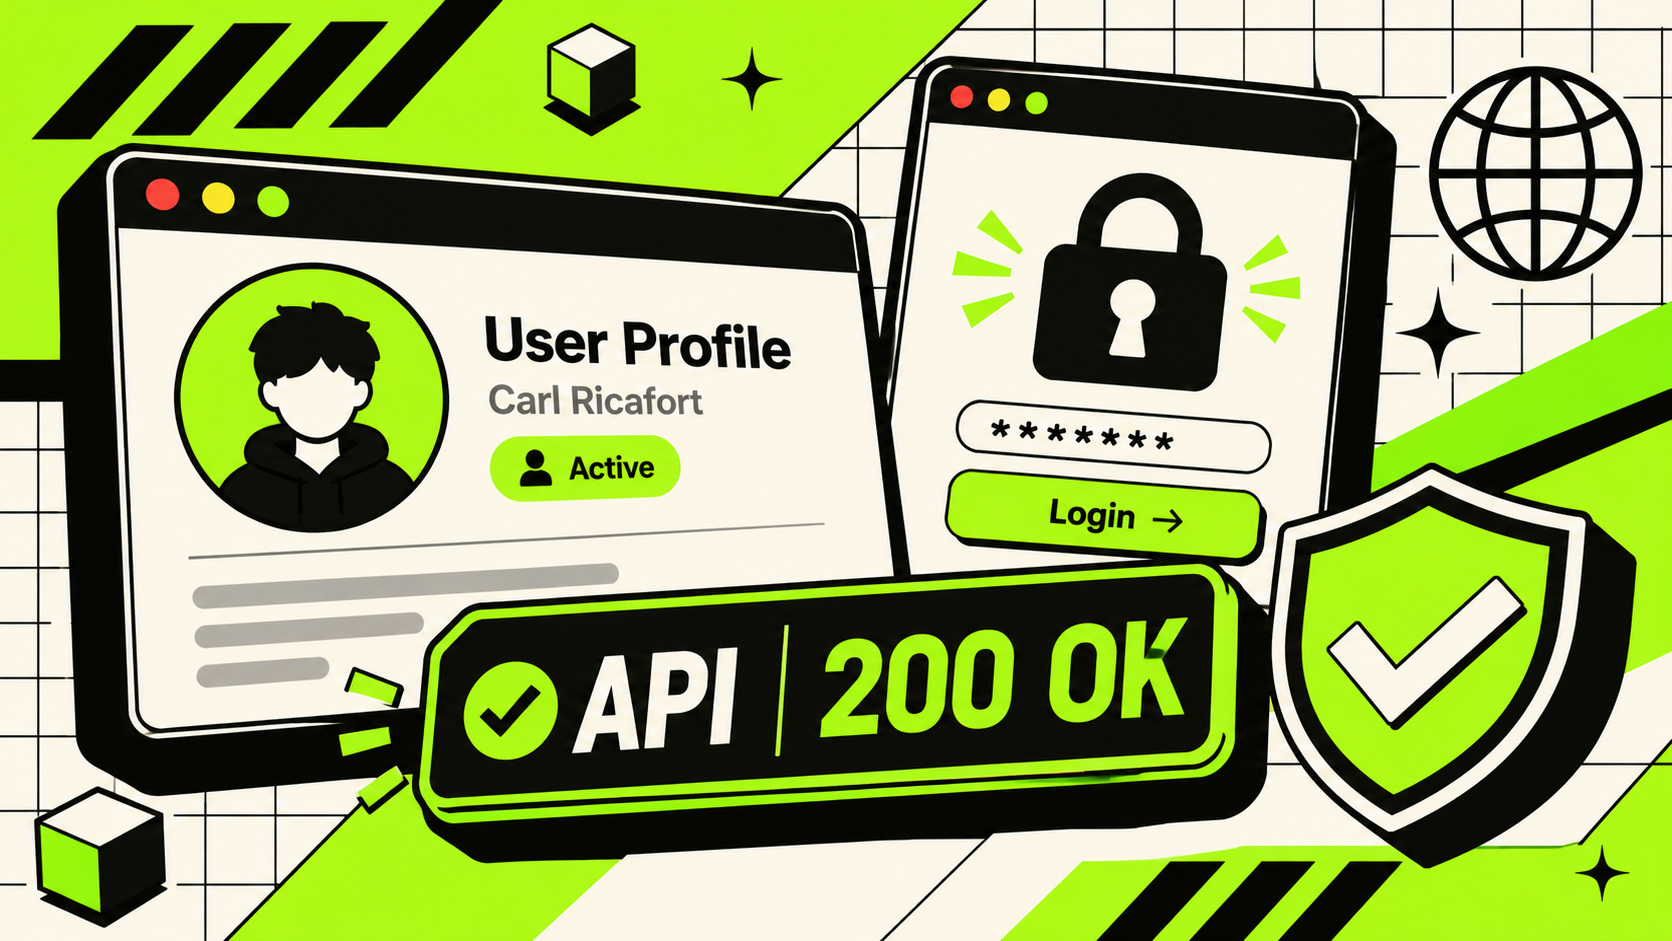 User Profile
Carl Ricafort
Active
*******
Login →
API | 200 OK